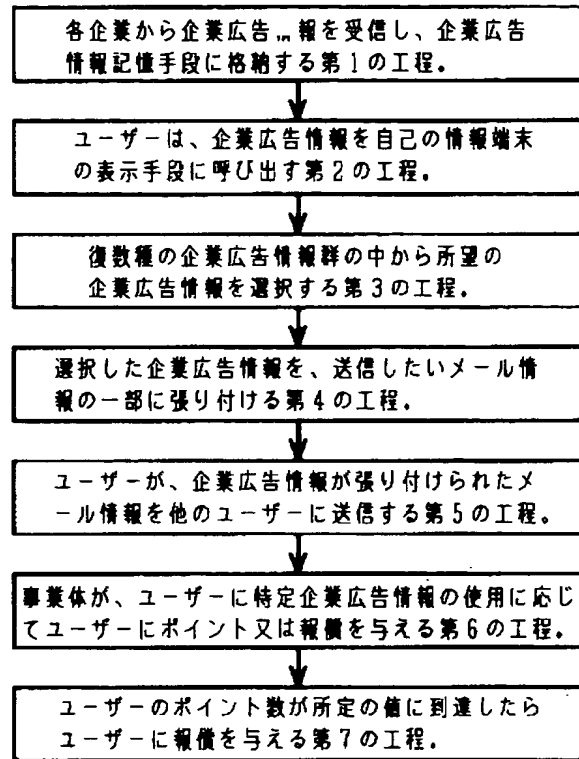 各企業から企業広告 報を受信し、企業広告
情報記憶手段に格納する第1の工程。
ユーザーは、企業広告情報を自己の情報端末
の表示手段に呼び出す第2の工程。
復数種の企業広告情報群の中から所望の
企業広告情報を選択する第3の工程。
選択した企業広告情報を、送信したいメール情
報の一部に張り付ける第4の工程。
ユーザーが、企業広告情報が張り付けられたメ
ール情報を他のユーザーに送信する第5の工程。
事業体が、ユーザーに特定企業広告情報の使用に応じ
てユーザーにポイント又は報償を与える第6の工程。
ユーザーのポイント数が所定の値に到達したら
ユーザーに報償を与える第7の工程。